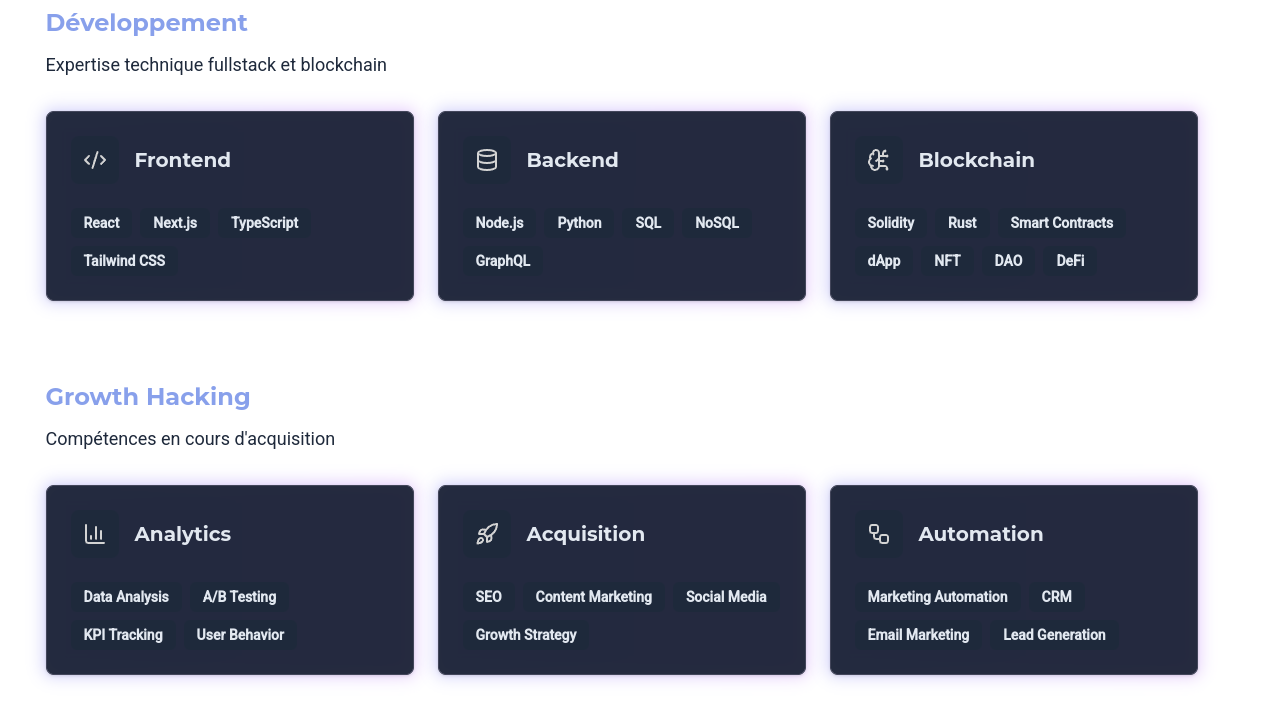 Développement
Expertise technique fullstack et blockchain
Frontend
React Next.js TypeScript
Tailwind CSS
Backend
Node.js Python SQL NoSQL
GraphQL
Blockchain
Solidity Rust Smart Contracts
dApp NFT DAO DeFi
Growth Hacking
Compétences en cours d'acquisition
Analytics
Data Analysis A/B Testing
KPI Tracking User Behavior
Acquisition
SEO Content Marketing Social Media
Growth Strategy
Automation
Marketing Automation CRM
Email Marketing Lead Generation